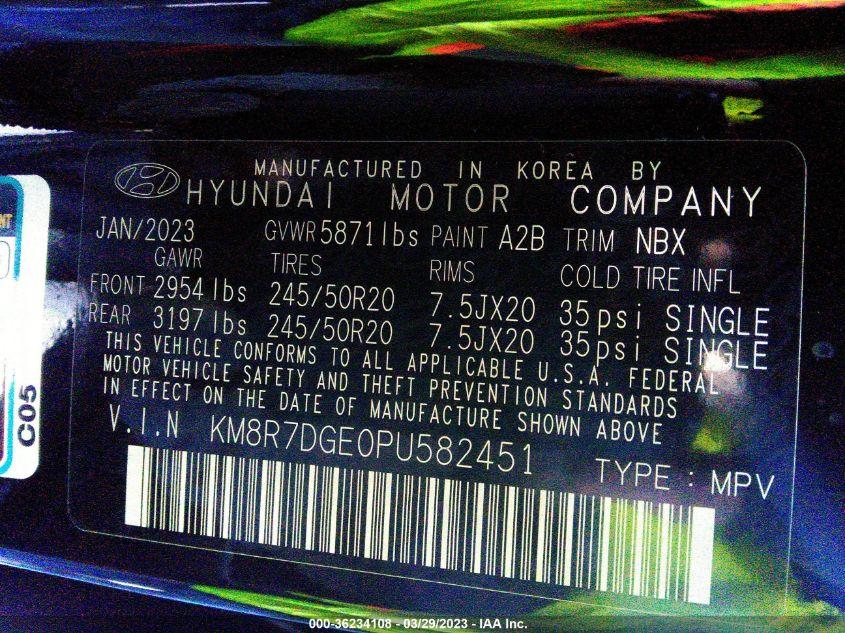 MANUFACTURED IN KOREA BY
HYUNDAI MOTOR COMPANY
JAN/2023 GVWR 5871lbs PAINT A2B TRIM NBX
GAWR TIRES RIMS COLD TIRE INFL
FRONT 2954 lbs 245/50R20 7.5JX20 35psi SINGLE
REAR 3197 lbs 245/50R20 7.5JX20 35psi SINGLE
THIS VEHICLE CONFORMS TO ALL APPLICABLE U.S.A. FEDERAL
MOTOR VEHICLE SAFETY AND THEFT PREVENTION STANDARDS
IN EFFECT ON THE DATE OF MANUFACTURE SHOWN ABOVE
V.I.N KM8R7DGE0PU582451
TYPE : MPV
C05
000-36234108 - 03/29/2023 - IAA Inc.